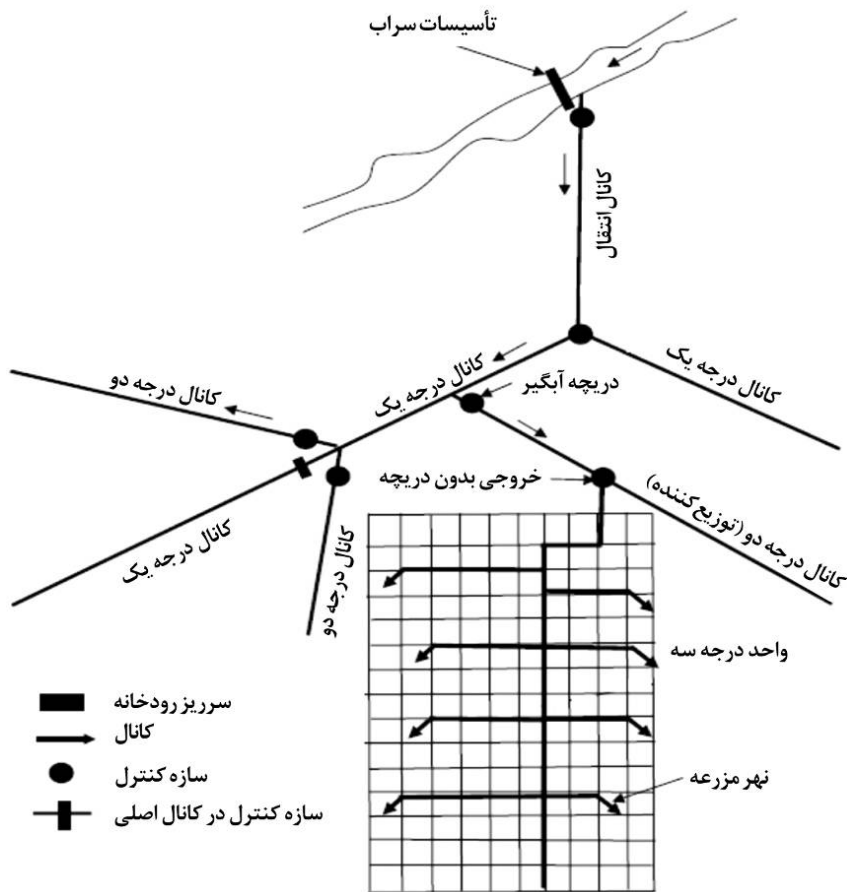 تأسیسات سراب
کانال انتقال
کانال درجه یک
کانال درجه یک
دریچه آبگیر
کانال درجه دو
خروجی بدون دریچه
کانال درجه دو (توزیع‌کننده)
کانال درجه یک
کانال درجه دو
واحد درجه سه
نهر مزرعه
سرریز رودخانه
کانال
سازه کنترل
سازه کنترل در کانال اصلی